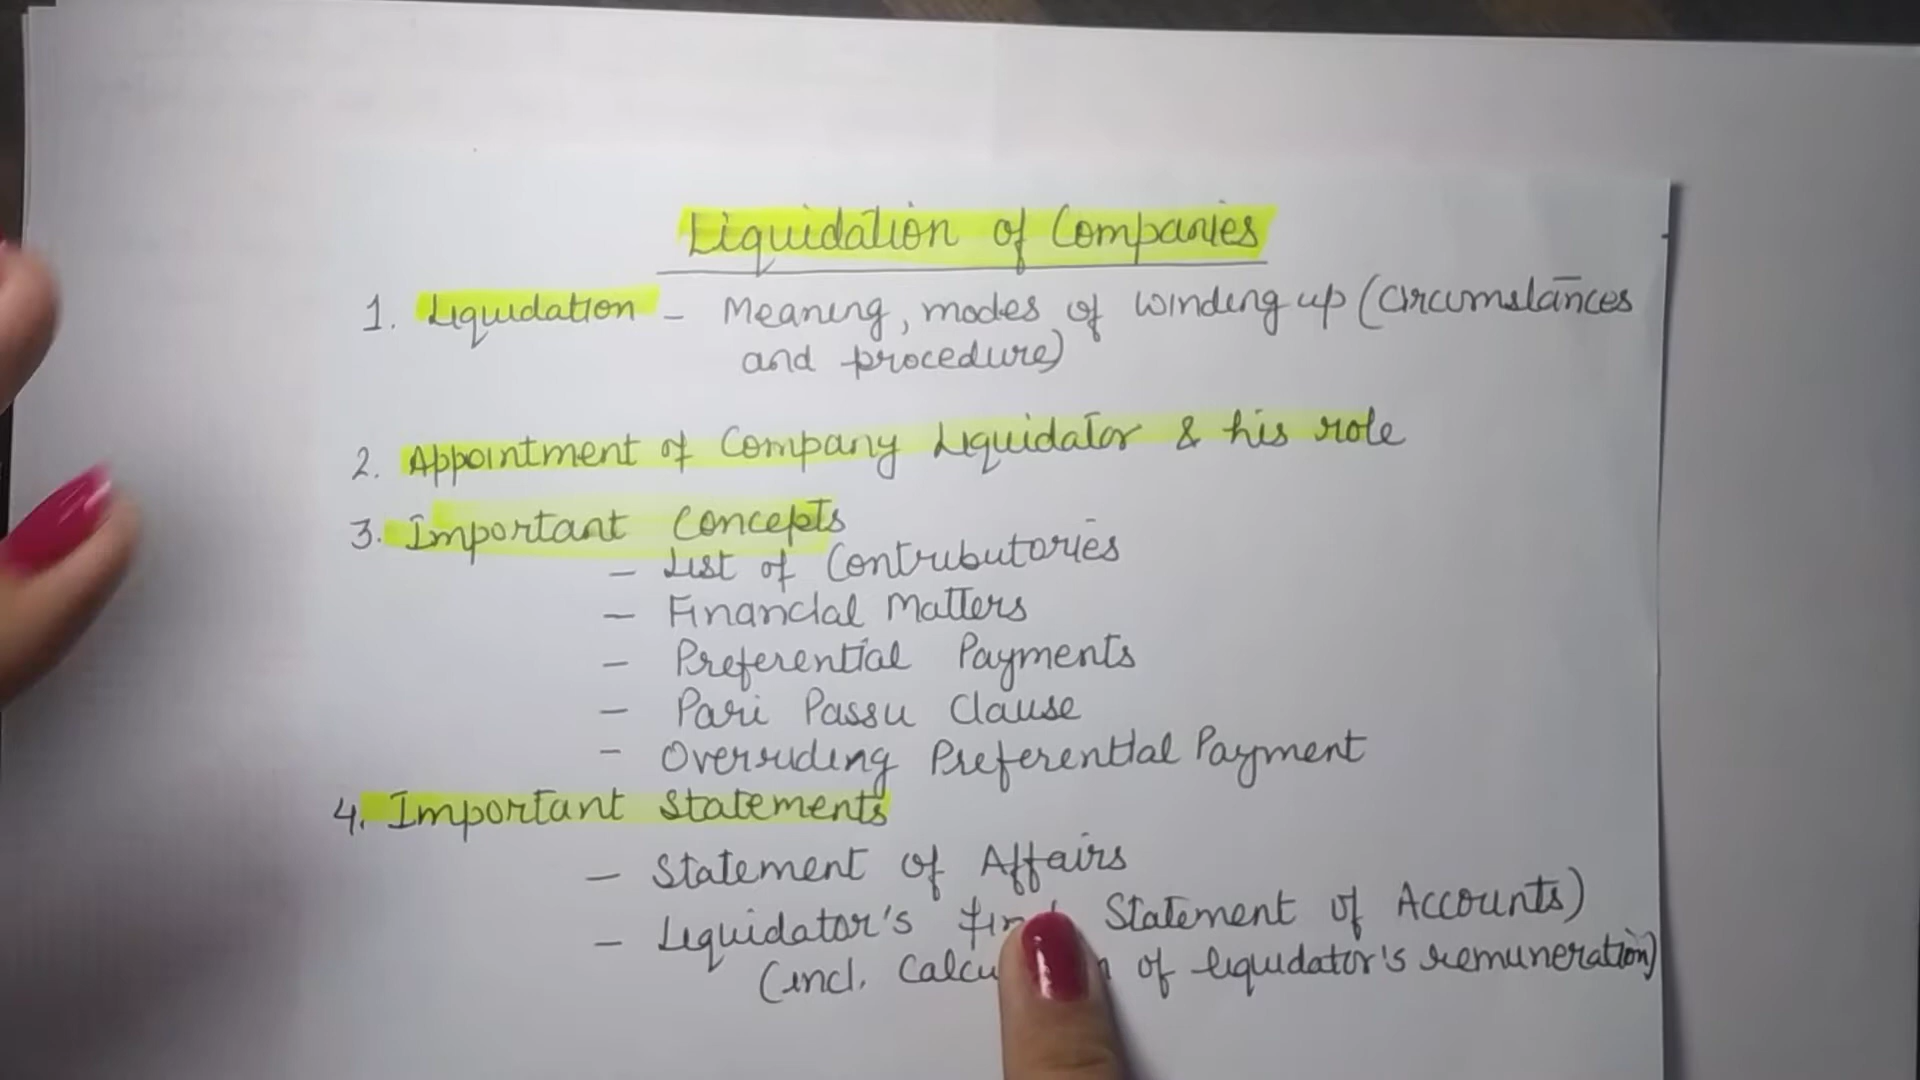 Liquidation of Companies
1. Liquidation - Meaning, modes of winding up (Circumstances
and procedure)
2. Appointment of Company Liquidator & his role
3. Important Concepts
- List of Contributories
- Financial Matters
- Preferential Payments
- Pari Passu Clause
- Overriding Preferential Payment
4. Important Statements
- Statement of Affairs
- Liquidator's Statement of Accounts)
(incl. of liquidator's remuneration)